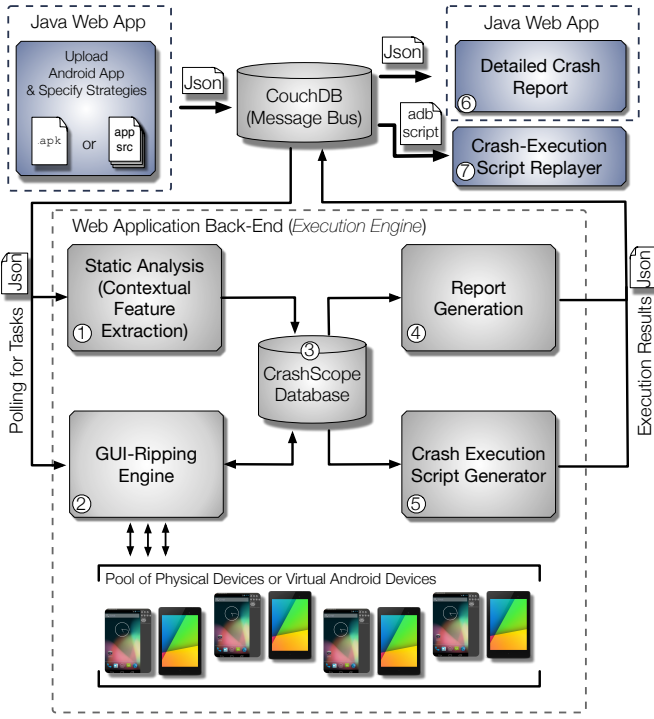 Java Web App
Upload
Android App
& Specify Strategies
.apk
or
app
src
Json
CouchDB
(Message Bus)
Json
adb
script
Java Web App
Detailed Crash
Report
6
Crash-Execution
Script Replayer
7
Web Application Back-End (Execution Engine)
Json
Polling for Tasks
Static Analysis
(Contextual
Feature
Extraction)
1
GUI-Ripping
Engine
2
3
CrashScope
Database
Report
Generation
4
Crash Execution
Script Generator
5
Json
Execution Results
Pool of Physical Devices or Virtual Android Devices